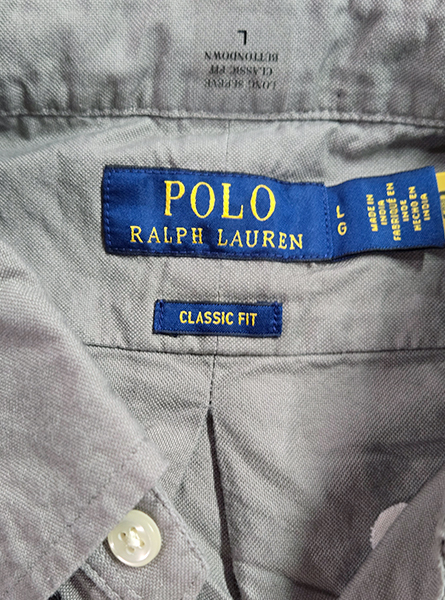 L
LONG SLEEVE
CLASSIC FIT
BUTTONDOWN
POLO
RALPH LAUREN
L
G
MADE IN
INDIA
FABRIQUÉ EN
INDE
HECHO EN
INDIA
CLASSIC FIT